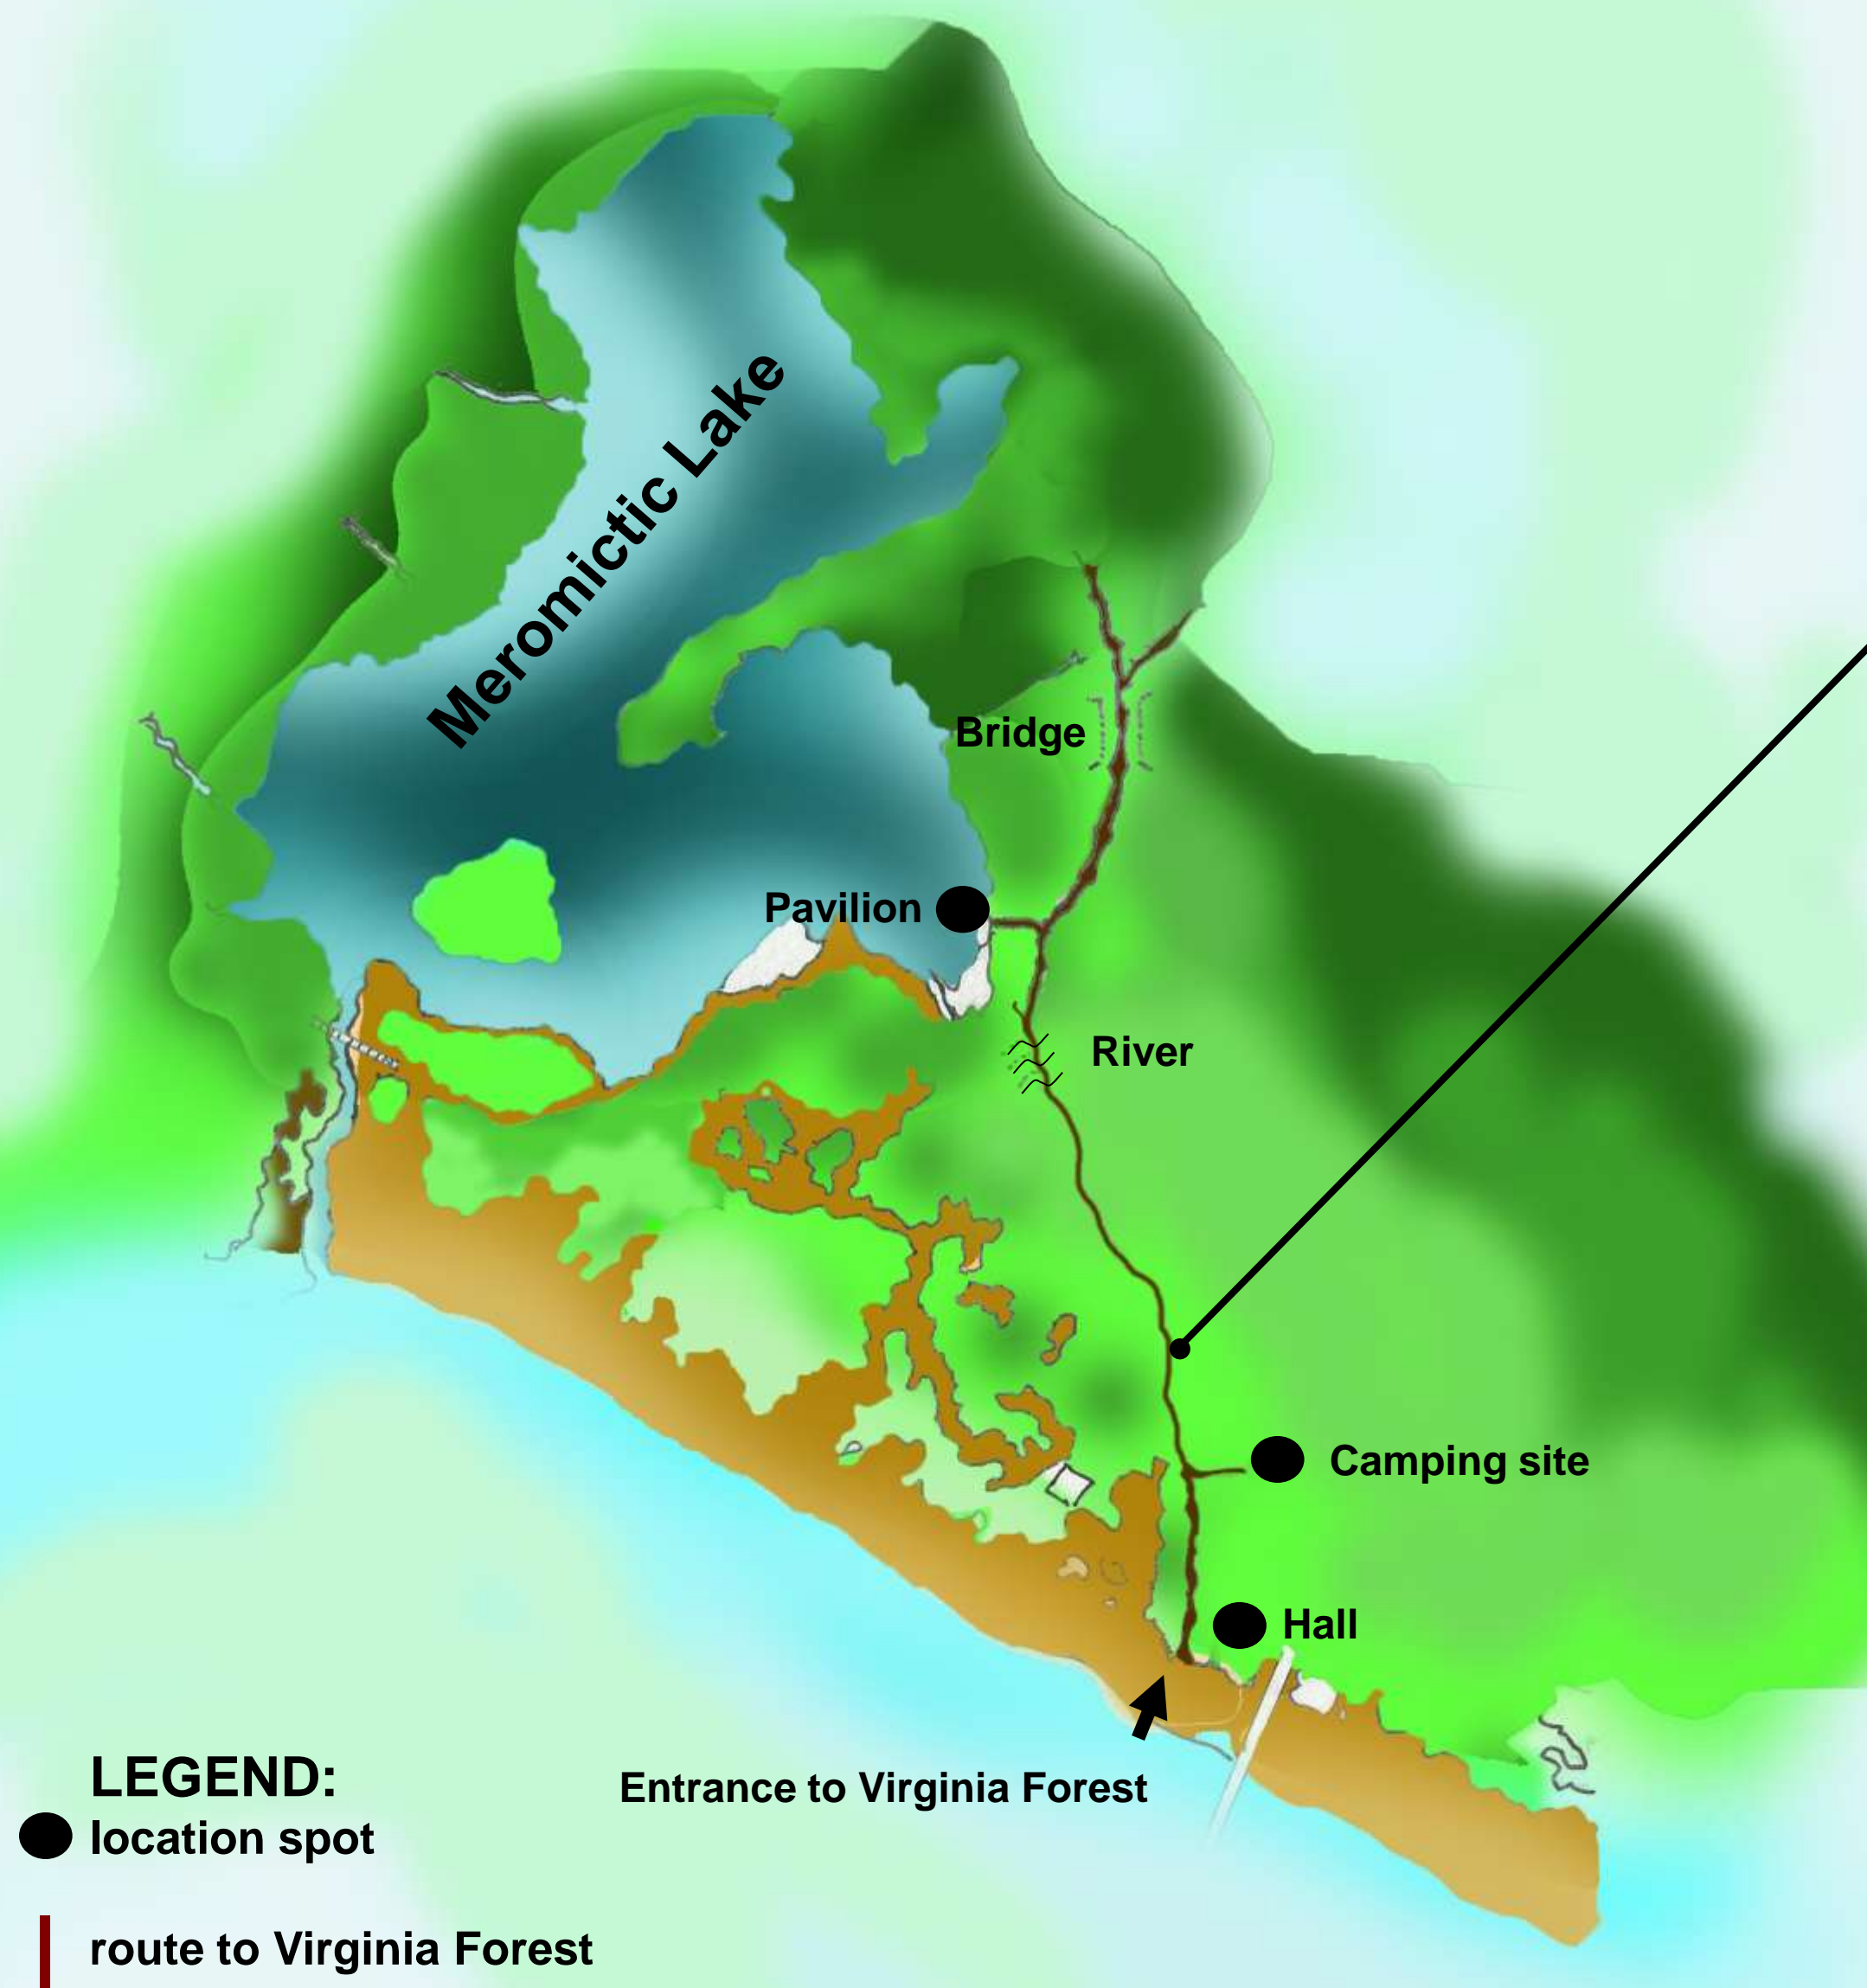 Meromictic Lake
Bridge
Pavilion
River
Camping site
Hall
Entrance to Virginia Forest
LEGEND:
location spot
route to Virginia Forest